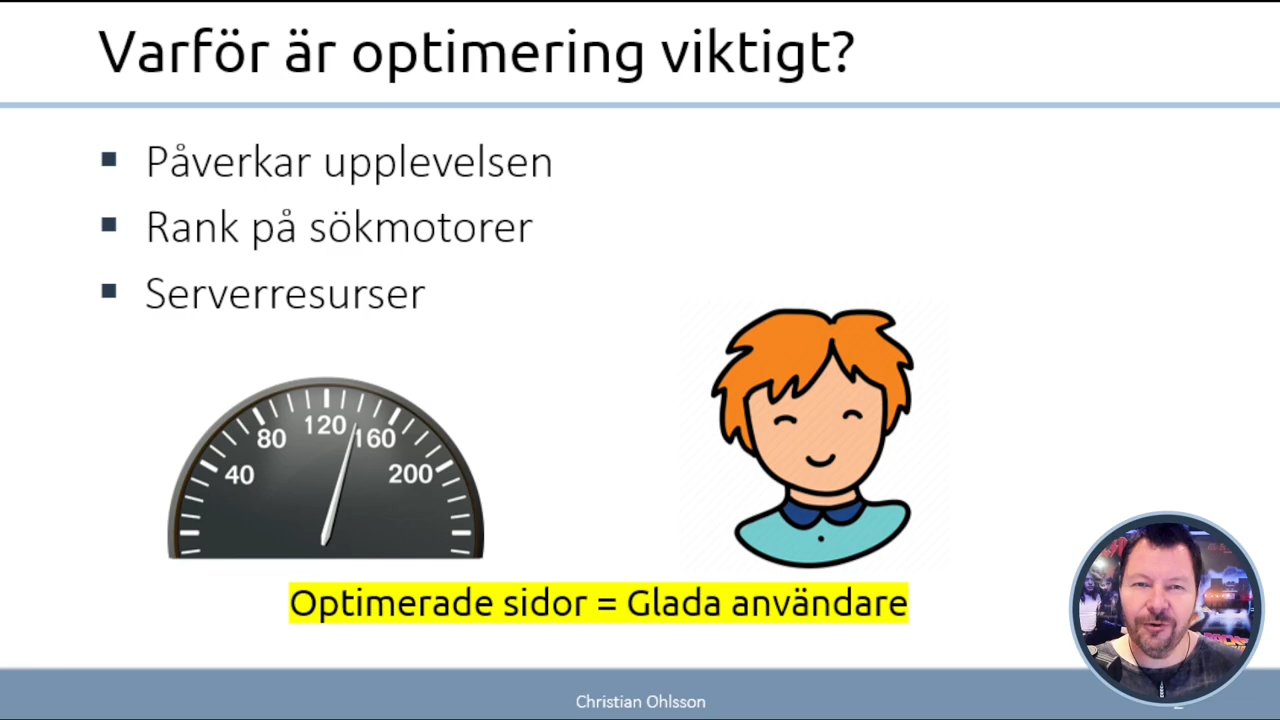 Varför är optimering viktigt?
Påverkar upplevelsen
Rank på sökmotorer
Serverresurser
40
80
120
160
200
Optimerade sidor = Glada användare
Christian Ohlsson